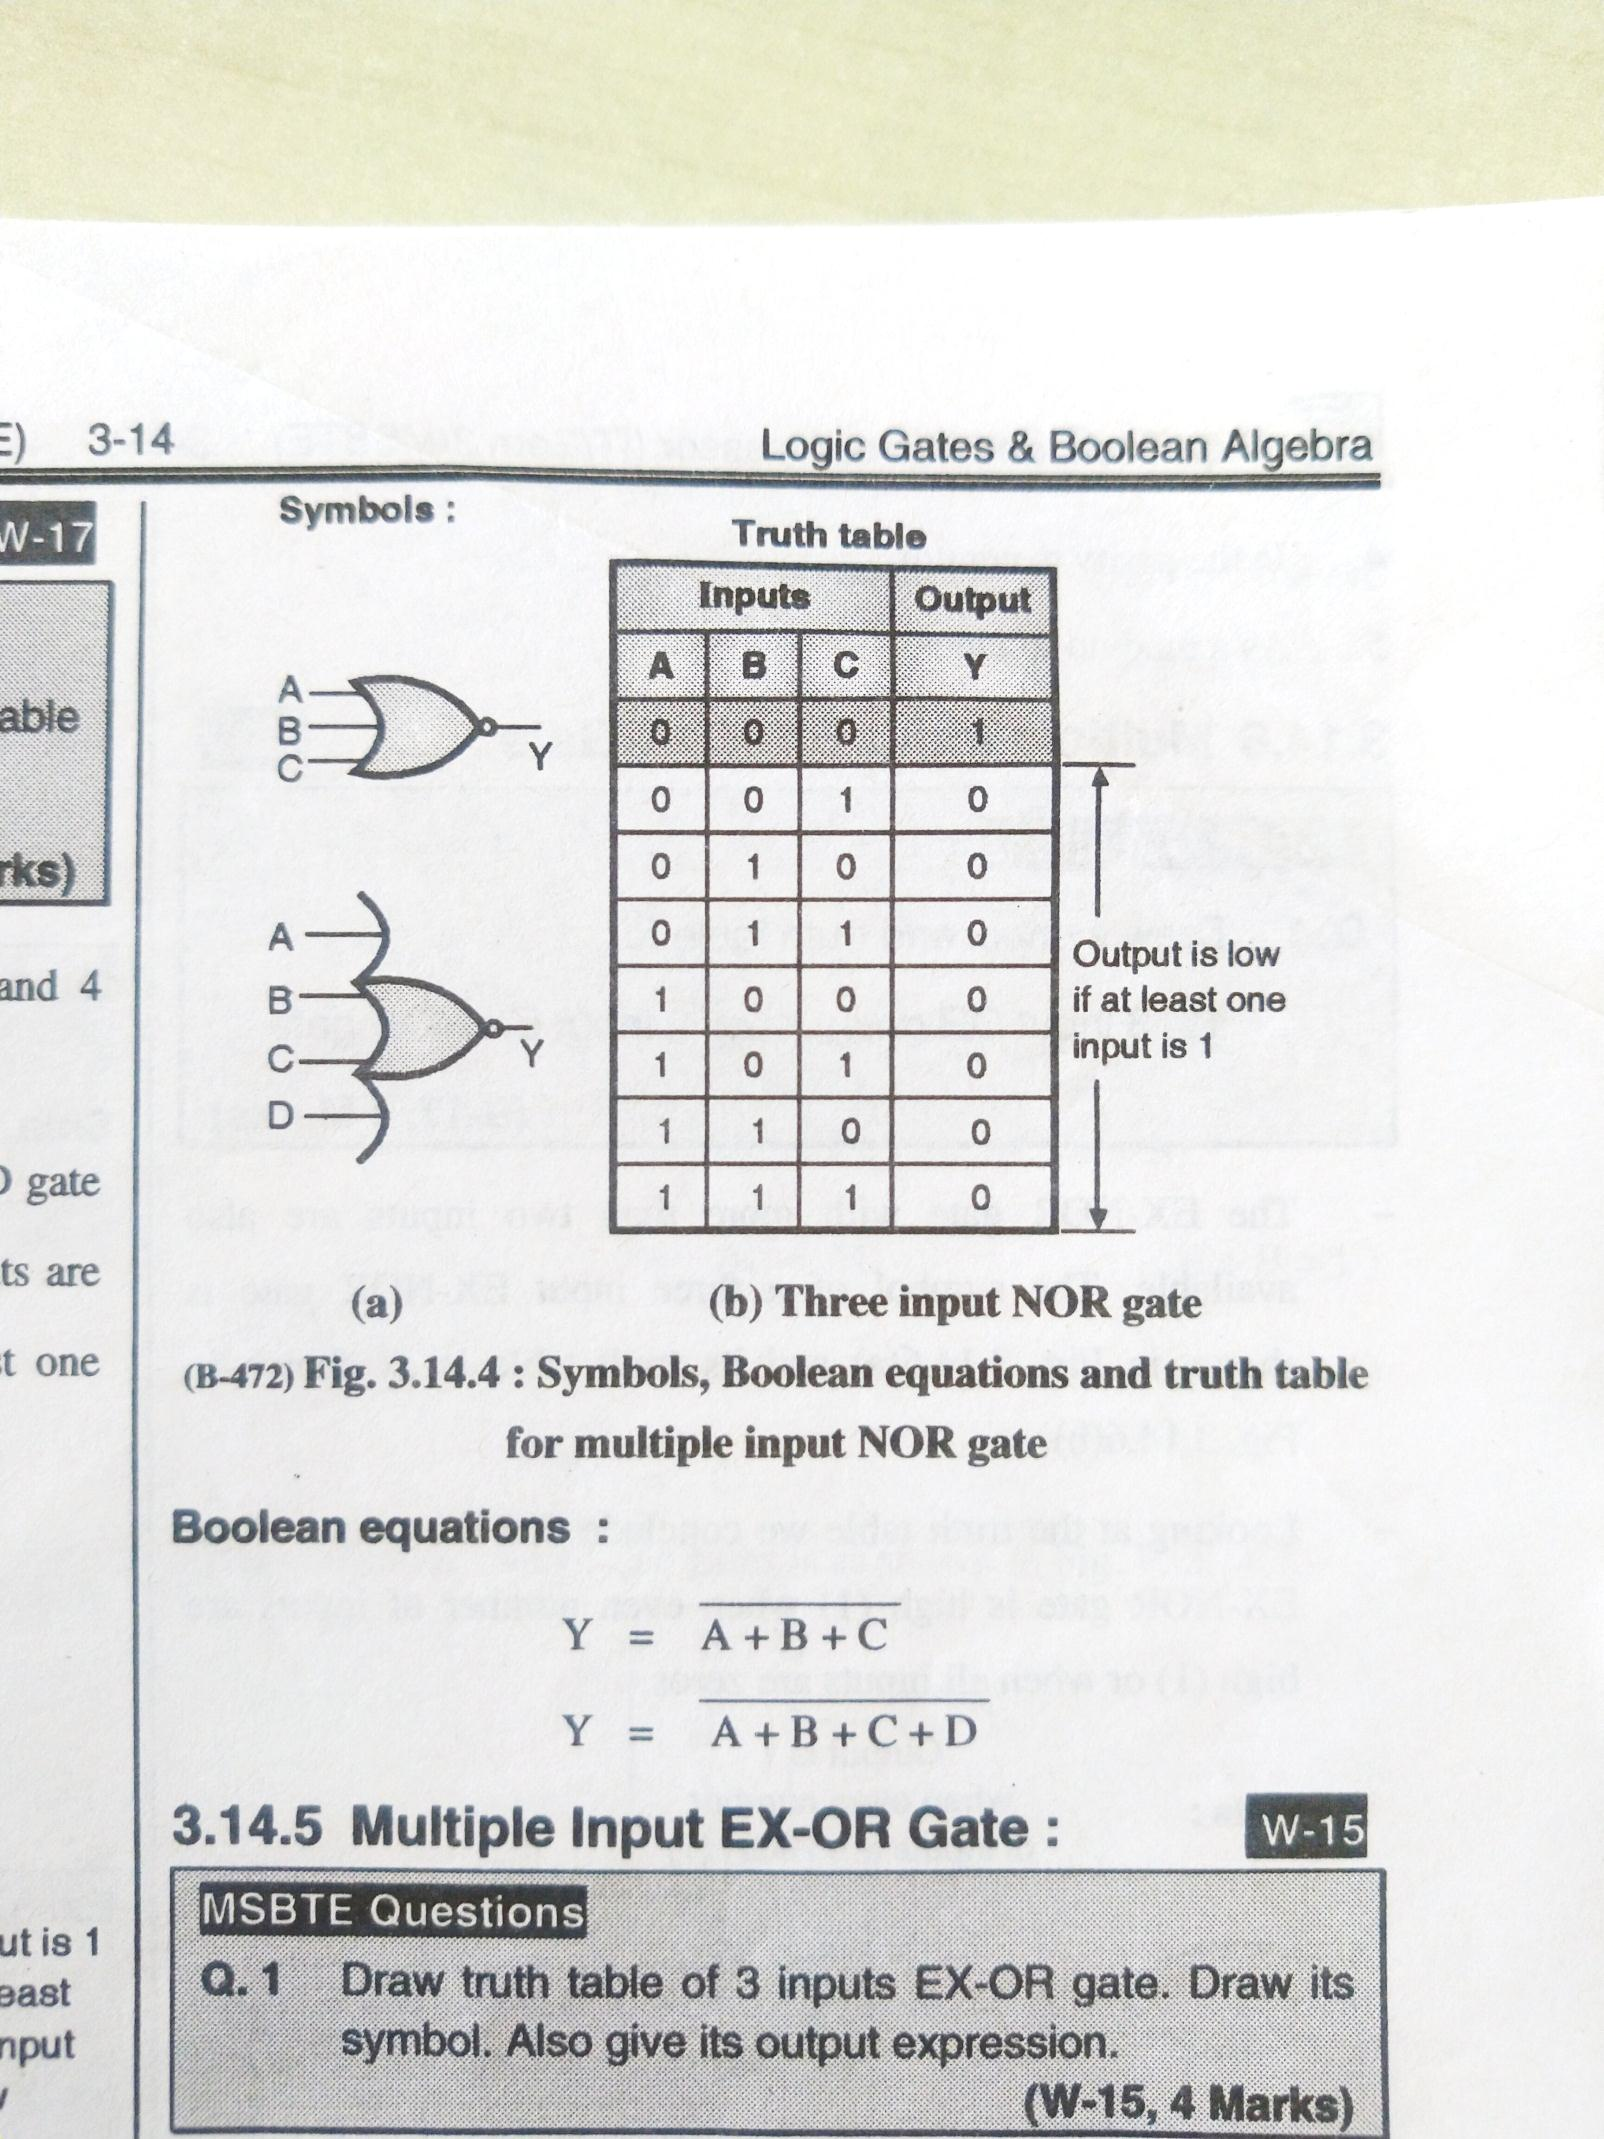 E) 3-14 Logic Gates & Boolean Algebra
W-17
able
rks)
and 4
gate
ts are
st one
ut is 1
east
nput
Symbols :
A
B
C
Y
A
B
C
D
Y
Truth table
Inputs Output
A B C Y
0 0 0 1
0 0 1 0
0 1 0 0
0 1 1 0
1 0 0 0
1 0 1 0
1 1 0 0
1 1 1 0
Output is low
if at least one
input is 1
(a) (b) Three input NOR gate
(B-472) Fig. 3.14.4 : Symbols, Boolean equations and truth table
for multiple input NOR gate
Boolean equations :
Y = A̅ ̅+̅ ̅B̅ ̅+̅ ̅C̅
Y = A̅ ̅+̅ ̅B̅ ̅+̅ ̅C̅ ̅+̅ ̅D̅
3.14.5 Multiple Input EX-OR Gate : W-15
MSBTE Questions
Q. 1 Draw truth table of 3 inputs EX-OR gate. Draw its
symbol. Also give its output expression.
(W-15, 4 Marks)